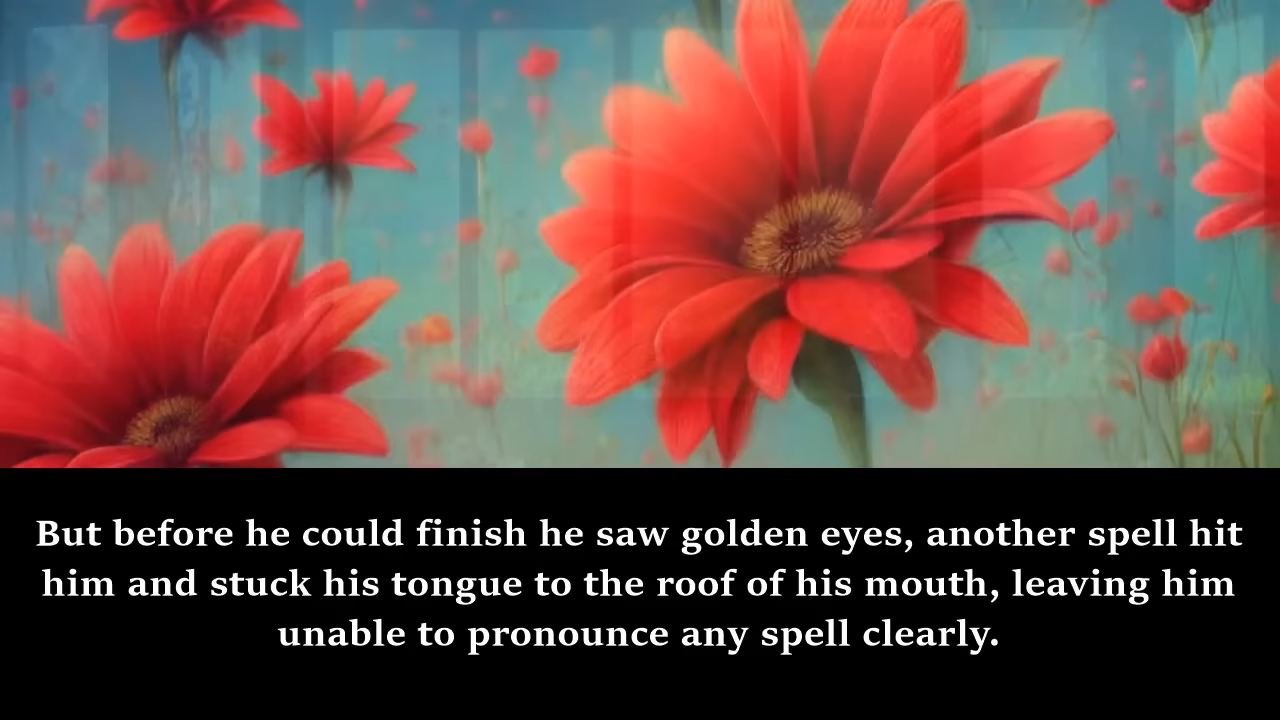 But before he could finish he saw golden eyes, another spell hit
him and stuck his tongue to the roof of his mouth, leaving him
unable to pronounce any spell clearly.